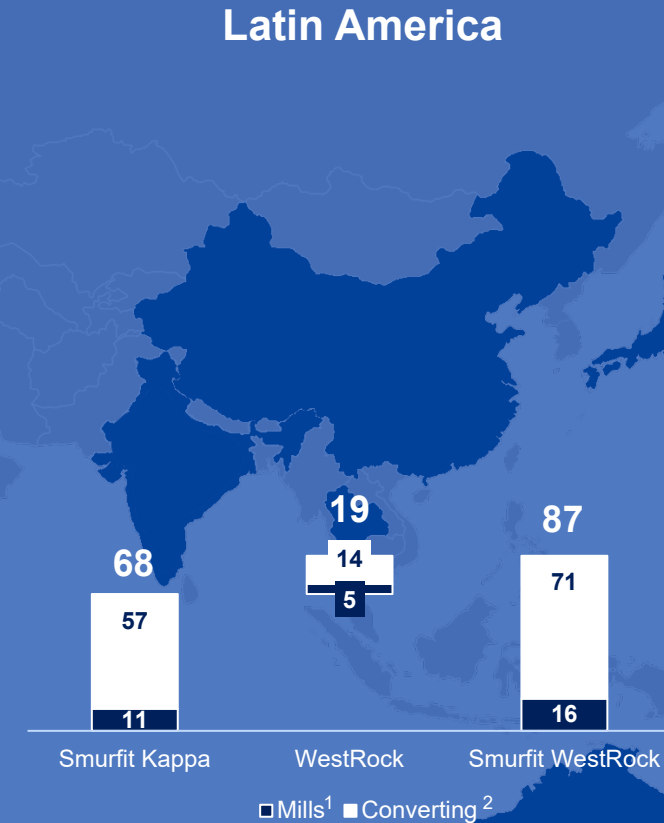 Latin America
68
57
11
19
14
5
87
71
16
Smurfit Kappa
WestRock
Smurfit WestRock
Mills1 Converting 2